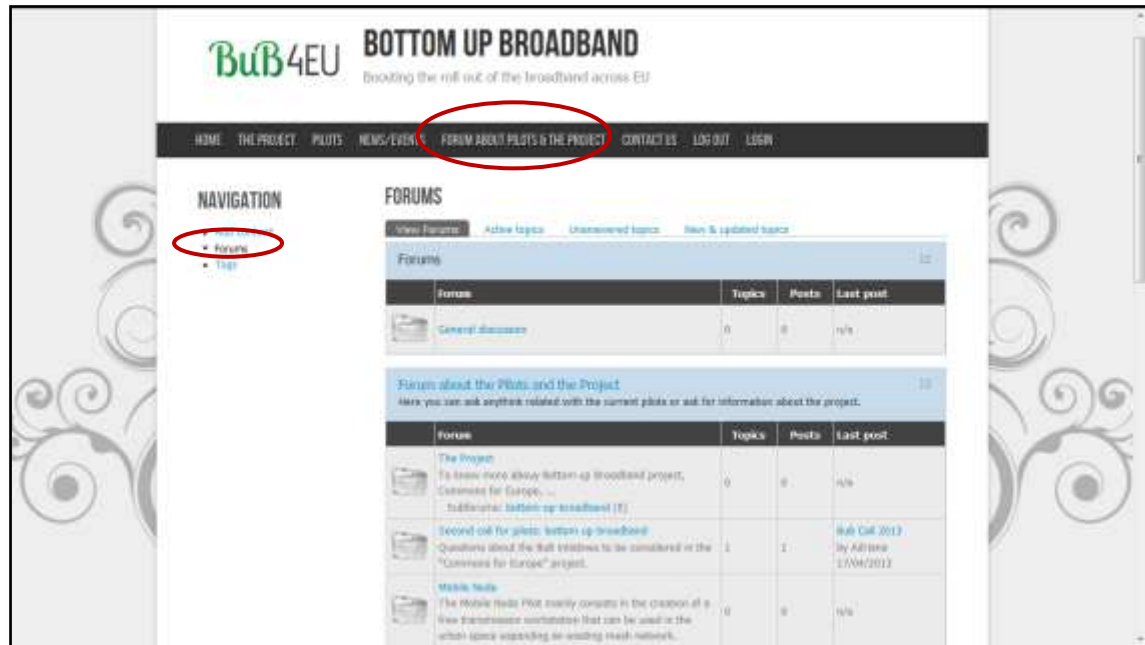 BuB4EU
BOTTOM UP BROADBAND
Boosting the roll out of the broadband across EU
HOME THE PROJECT PILOTS NEWS/EVENTS FORUM ABOUT PILOTS & THE PROJECT CONTACT US LOG OUT LOGIN
NAVIGATION
Add content
Forums
Tags
FORUMS
View Forums Active topics Unanswered topics New & updated topics
Forums
Forum Topics Posts Last post
General discussion 0 0 n/a
Forum about the Pilots and the Project
Here you can ask anythink related with the current pilots or ask for information about the project.
Forum Topics Posts Last post
The Project
To know more abouy Bottom up Broadband project,
Commons for Europe, ...
0 0 n/a
Subforums: bottom up broadband
Second call for pilots: bottom up broadband
Questions about the BuB initiatives to be considered in the
"Commons for Europe" project.
1
Bub Call 2013
by Adriana
17/04/2013
Mobile Node
The Mobile Node Pilot mainly consists in the creation of a
free transmission workstation that can be used in the
urban space expanding an existing mesh network.
0 0 n/a